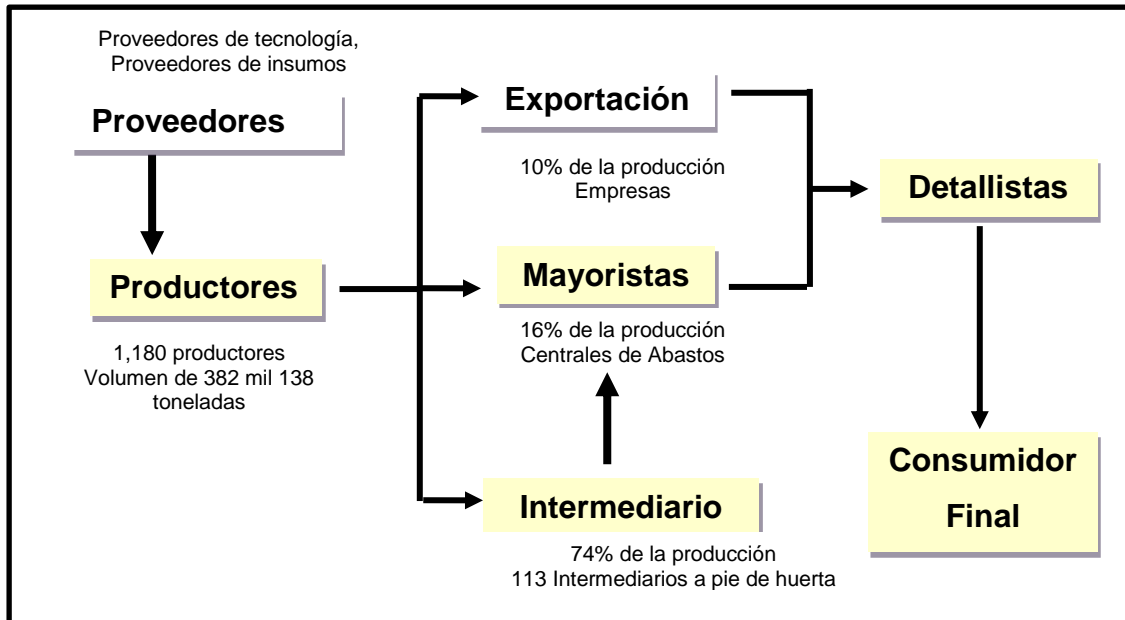 Proveedores de tecnología,
Proveedores de insumos
Proveedores
Productores
1,180 productores
Volumen de 382 mil 138
toneladas
Exportación
10% de la producción
Empresas
Mayoristas
16% de la producción
Centrales de Abastos
Intermediario
74% de la producción
113 Intermediarios a pie de huerta
Detallistas
Consumidor
Final